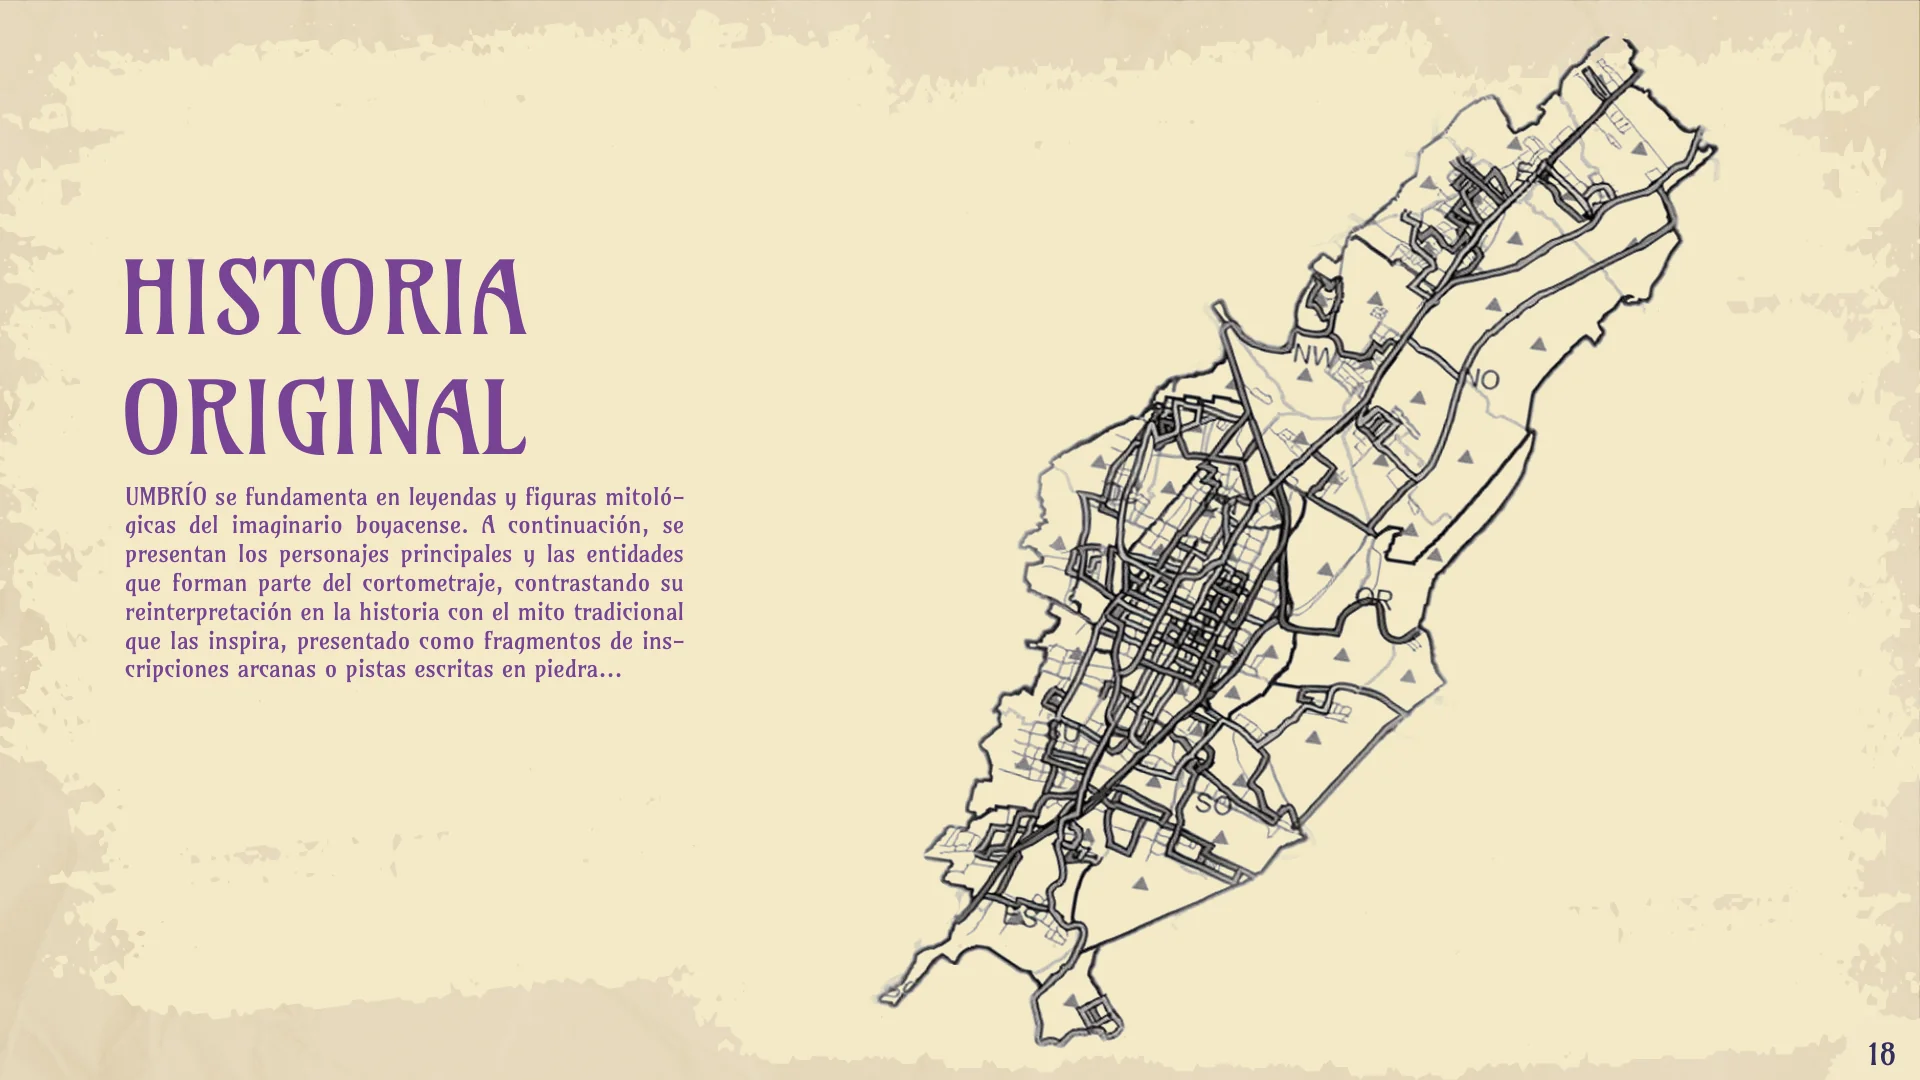 HISTORIA
ORIGINAL
UMBRÍO se fundamenta en leyendas y figuras mitoló-
gicas del imaginario boyacense. A continuación, se
presentan los personajes principales y las entidades
que forman parte del cortometraje, contrastando su
reinterpretación en la historia con el mito tradicional
que las inspira, presentado como fragmentos de ins-
cripciones arcanas o pistas escritas en piedra...
NW
NO
OR
SO
18